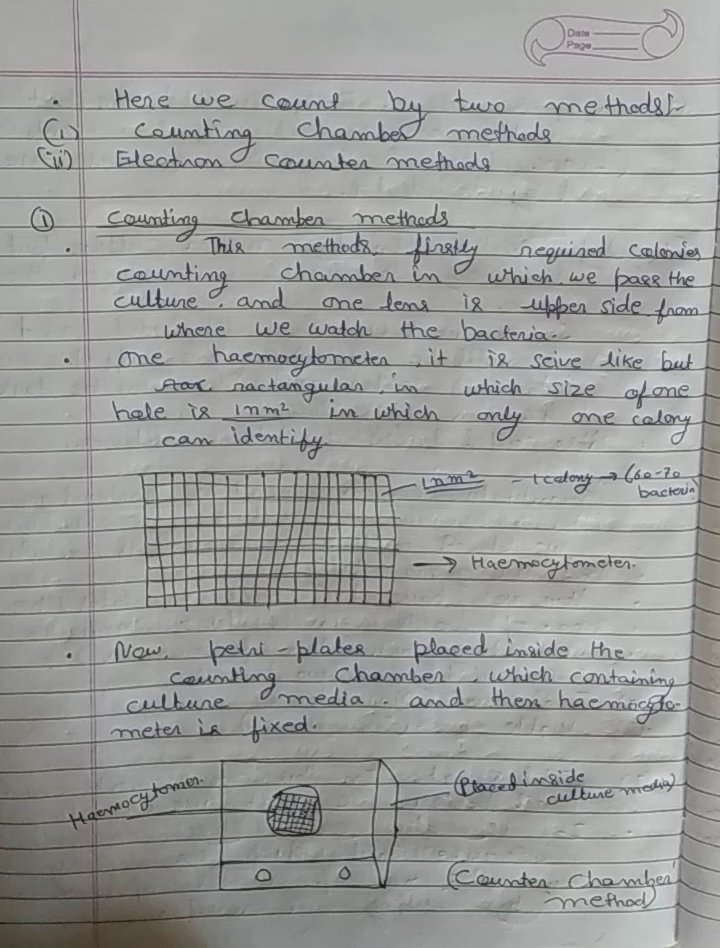 Date
Page
• Here we count by two methods:-
(i) Counting chamber methods
(ii) Electron counter methods
① Counting chamber methods
• This methods, firstly required colonies
counting chamber in which we pass the
culture. and one lens is upper side from
where we watch the bacteria.
• One haemocytometer, it is seive like but
ractangular, in which size of one
hole is 1nm² in which only one colony
can identify.
1nm² - 1 colony → (60-70
bacteria)
→ Haemocytometer.
• Now, petri-plates placed inside the
counting chamber, which containing
culture media. and then haemocyto-
meter is fixed.
Haemocytomer.
(Placed inside
culture media)
(Counter chamber
method)